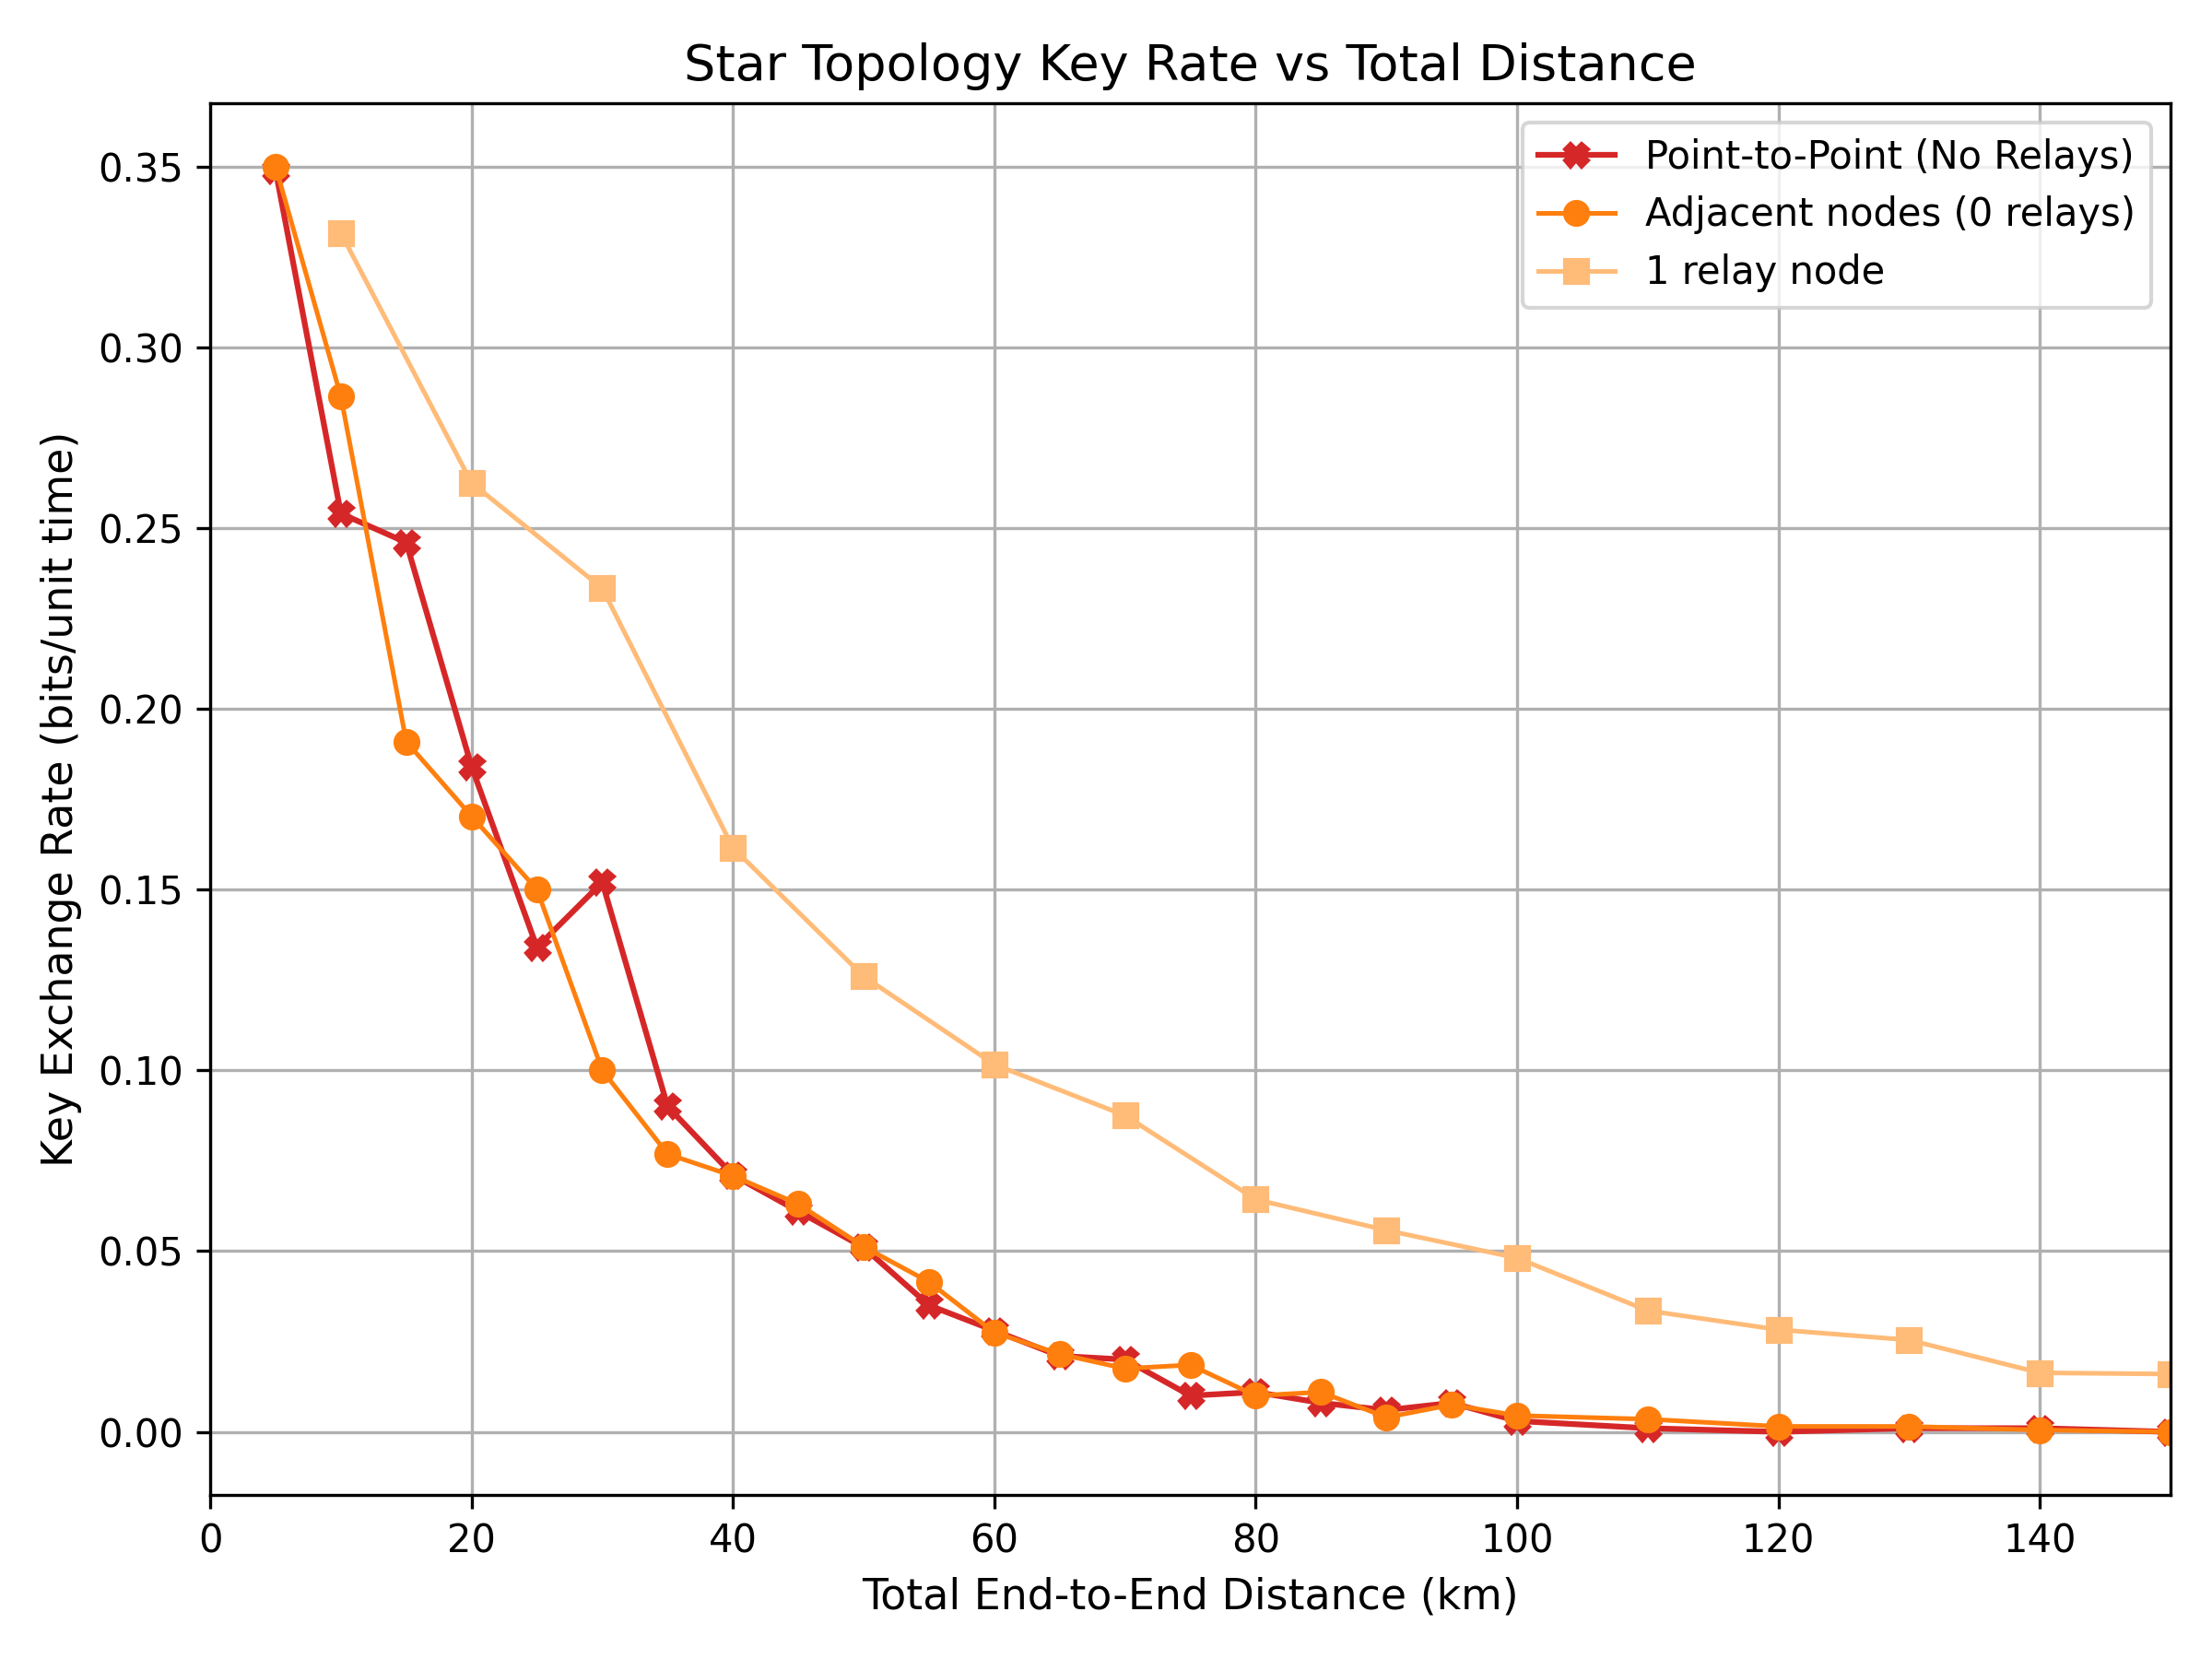 Star Topology Key Rate vs Total Distance
Point-to-Point (No Relays)
Adjacent nodes (0 relays)
1 relay node
Key Exchange Rate (bits/unit time)
0.35
0.30
0.25
0.20
0.15
0.10
0.05
0.00
0 20 40 60 80 100 120 140
Total End-to-End Distance (km)